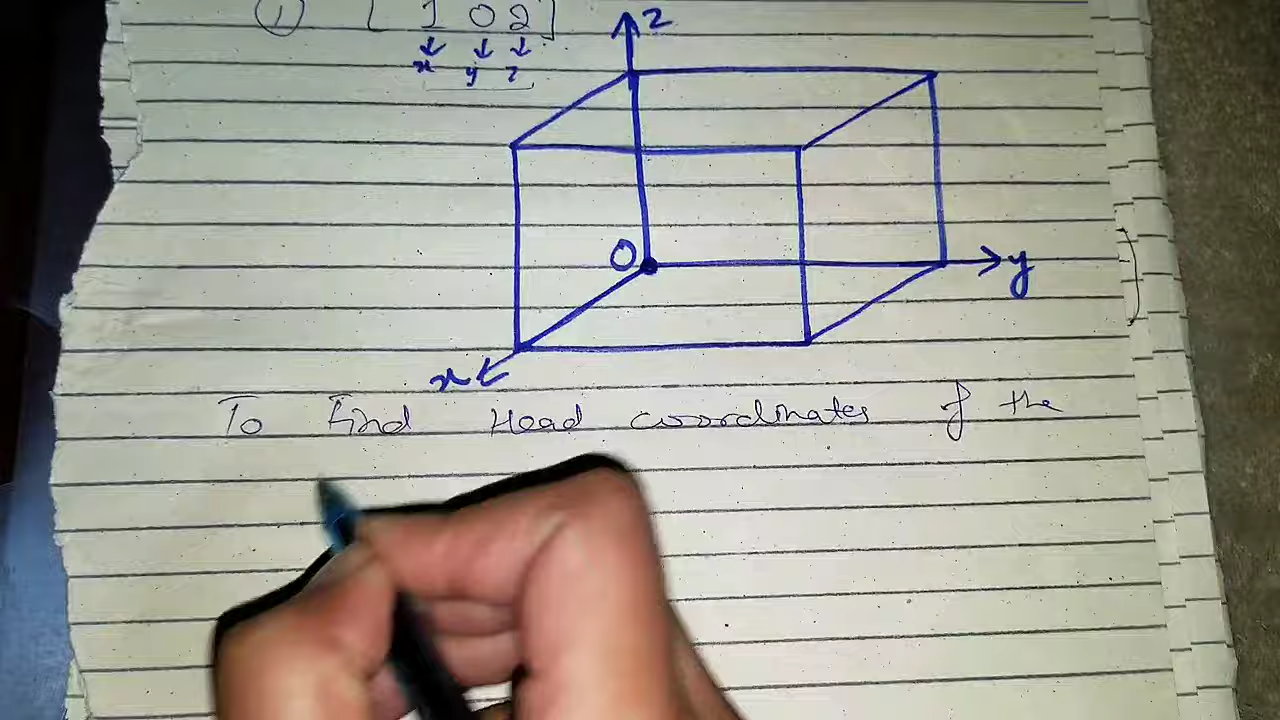 ① [ 1 0 2 ]
x y z
z
O
y
x
To Find Head coordinates of the